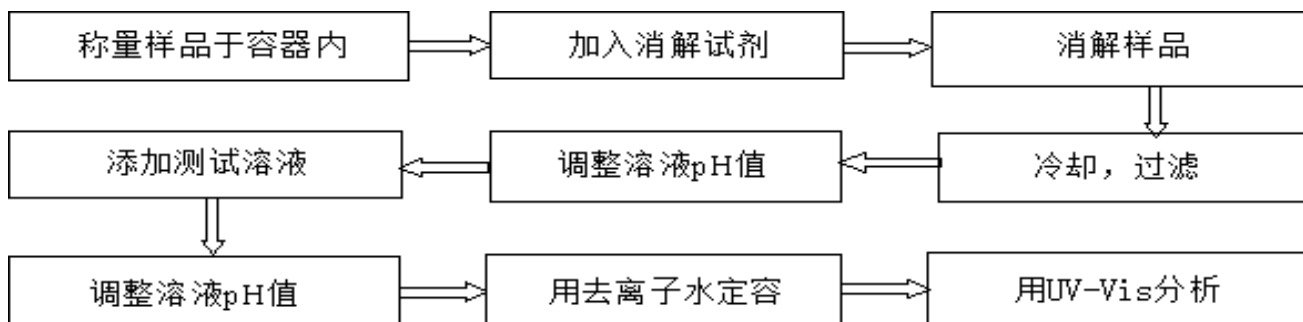 称量样品于容器内
加入消解试剂
消解样品
冷却，过滤
调整溶液pH值
添加测试溶液
调整溶液pH值
用去离子水定容
用UV-Vis分析